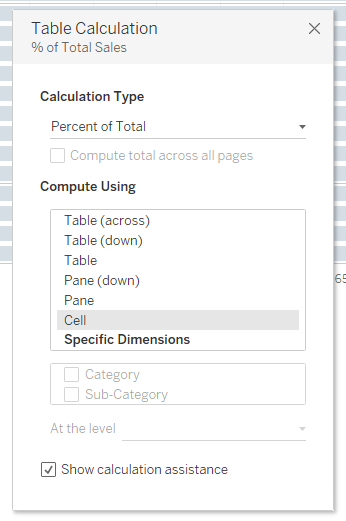 Table Calculation
% of Total Sales
Calculation Type
Percent of Total
Compute total across all pages
Compute Using
Table (across)
Table (down)
Table
Pane (down)
65
Pane
Cell
Specific Dimensions
Category
Sub-Category
At the level
Show calculation assistance